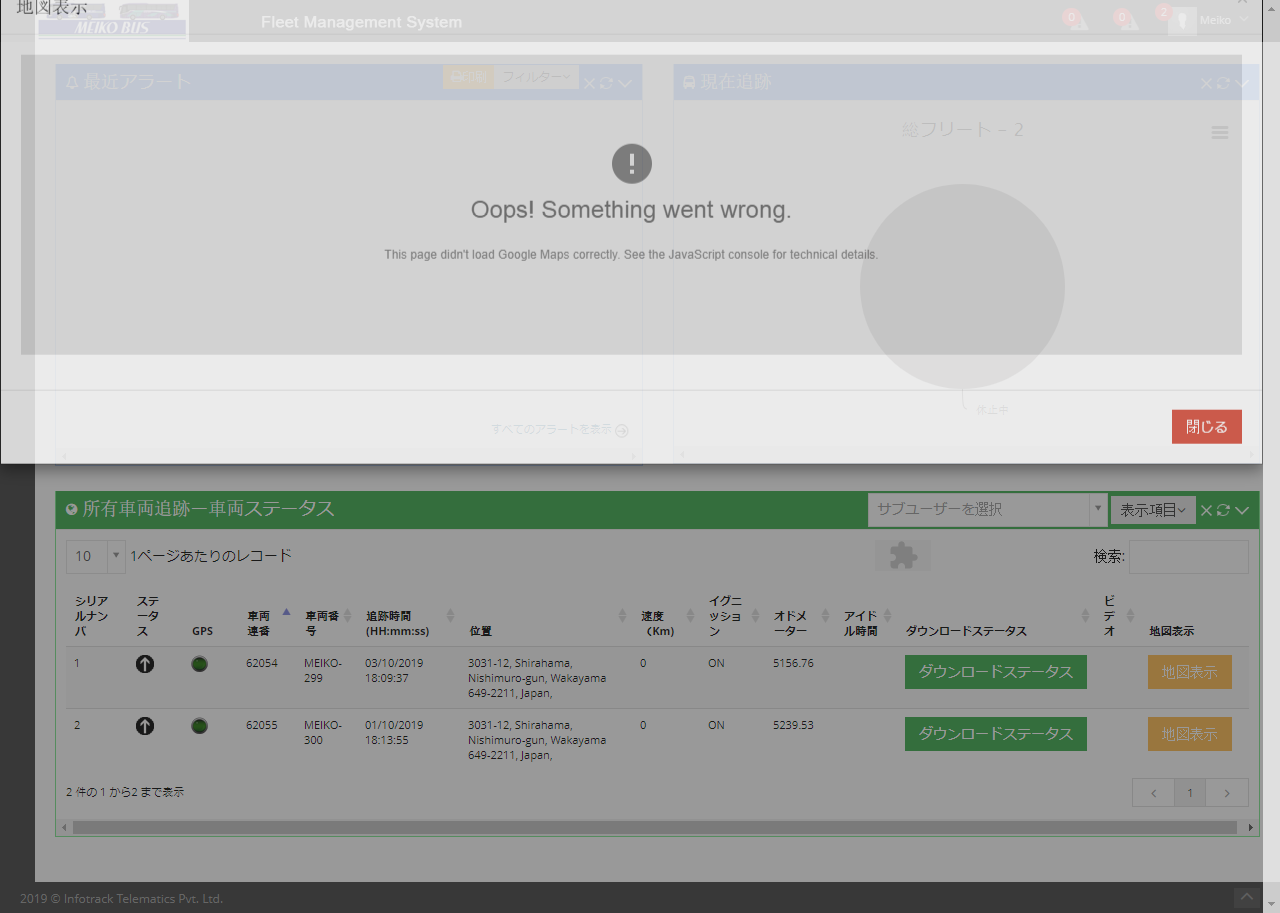 地図表示
MEIKO BUS
Fleet Management System
0
0
2
Meiko
最近アラート
フィルター
現在追跡
総フリート – 2
!
Oops! Something went wrong.
This page didn't load Google Maps correctly. See the JavaScript console for technical details.
休止中
すべてのアラートを表示
閉じる
所有車両追跡ー車両ステータス
サブユーザーを選択
表示項目
10
1ページあたりのレコード
検索:
シリアルナンバ
ステータス
GPS
車両連番
車両番号
追跡時間 (HH:mm:ss)
位置
速度 (Km)
イグニッション
オドメーター
アイドル時間
ダウンロードステータス
ビデオ
地図表示
1
62054
MEIKO-299
03/10/2019 18:09:37
3031-12, Shirahama, Nishimuro-gun, Wakayama 649-2211, Japan,
0
ON
5156.76
ダウンロードステータス
地図表示
2
62055
MEIKO-300
01/10/2019 18:13:55
3031-12, Shirahama, Nishimuro-gun, Wakayama 649-2211, Japan,
0
ON
5239.53
ダウンロードステータス
地図表示
2 件の 1 から2 まで表示
1
2019 © Infotrack Telematics Pvt. Ltd.